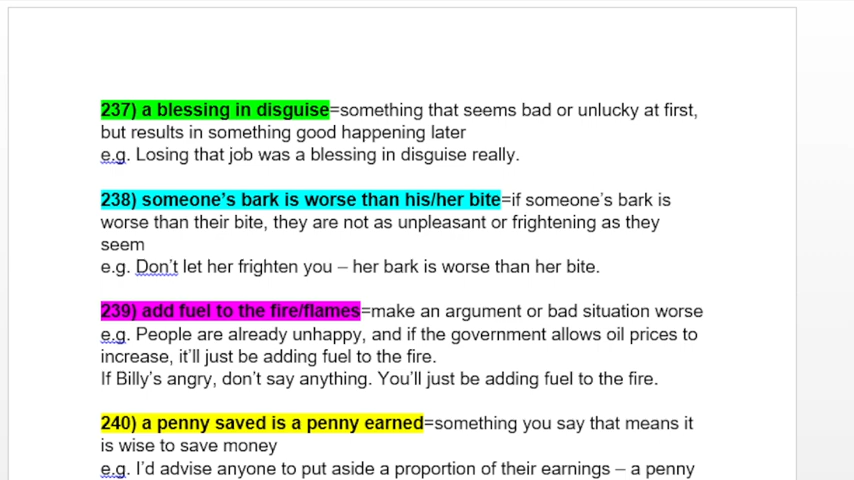 237) a blessing in disguise=something that seems bad or unlucky at first,
but results in something good happening later
e.g. Losing that job was a blessing in disguise really.
238) someone’s bark is worse than his/her bite=if someone’s bark is
worse than their bite, they are not as unpleasant or frightening as they
seem
e.g. Don’t let her frighten you – her bark is worse than her bite.
239) add fuel to the fire/flames=make an argument or bad situation worse
e.g. People are already unhappy, and if the government allows oil prices to
increase, it’ll just be adding fuel to the fire.
If Billy’s angry, don’t say anything. You’ll just be adding fuel to the fire.
240) a penny saved is a penny earned=something you say that means it
is wise to save money
e.g. I’d advise anyone to put aside a proportion of their earnings – a penny